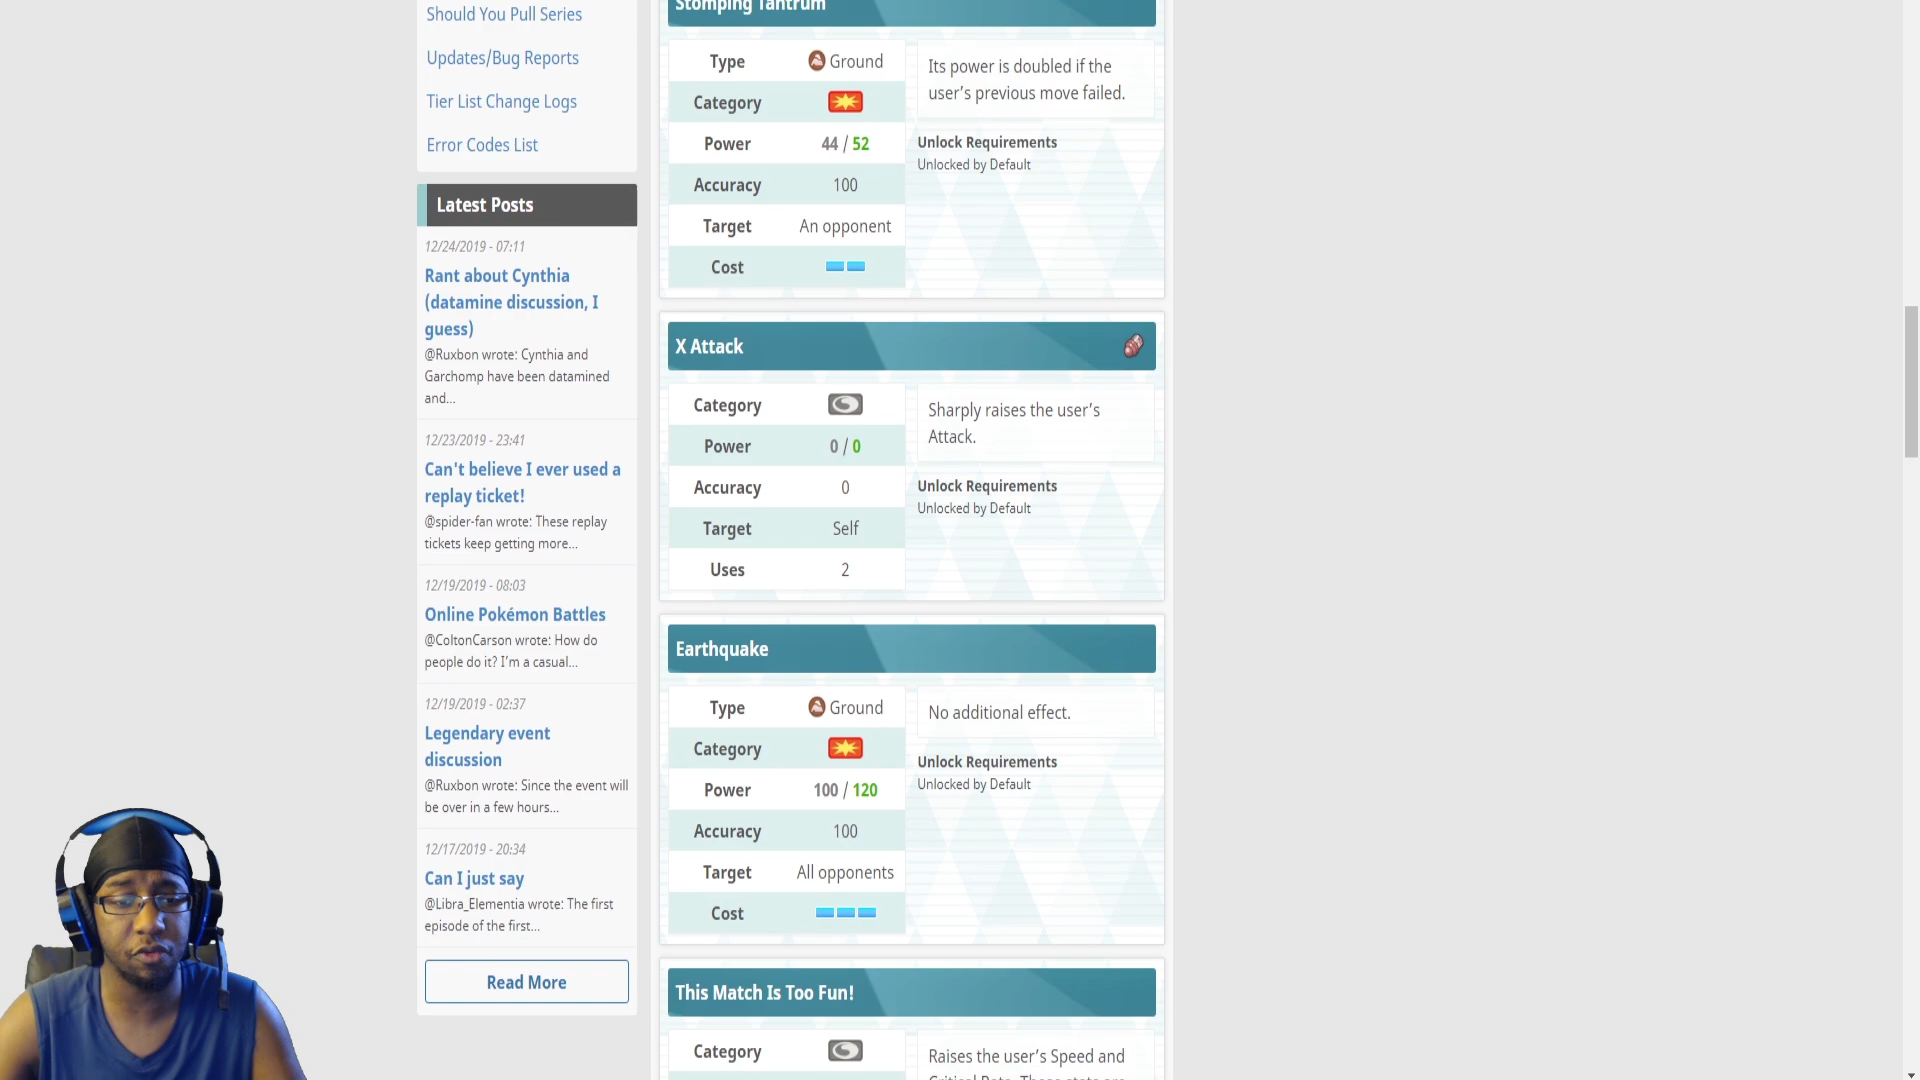 Should You Pull Series
Updates/Bug Reports
Tier List Change Logs
Error Codes List
Latest Posts
12/24/2019 - 07:11
Rant about Cynthia
(datamine discussion, I
guess)
@Ruxbon wrote: Cynthia and
Garchomp have been datamined
and...
12/23/2019 - 23:41
Can't believe I ever used a
replay ticket!
@spider-fan wrote: These replay
tickets keep getting more...
12/19/2019 - 08:03
Online Pokémon Battles
@ColtonCarson wrote: How do
people do it? I'm a casual...
12/19/2019 - 02:37
Legendary event
discussion
@Ruxbon wrote: Since the event will
be over in a few hours...
12/17/2019 - 20:34
Can I just say
@Libra_Elementia wrote: The first
episode of the first...
Read More
Stomping Tantrum
Type Ground
Category
Power 44 / 52
Accuracy 100
Target An opponent
Cost
Its power is doubled if the
user's previous move failed.
Unlock Requirements
Unlocked by Default
X Attack
Category
Power 0 / 0
Accuracy 0
Target Self
Uses 2
Sharply raises the user's
Attack.
Unlock Requirements
Unlocked by Default
Earthquake
Type Ground
Category
Power 100 / 120
Accuracy 100
Target All opponents
Cost
No additional effect.
Unlock Requirements
Unlocked by Default
This Match Is Too Fun!
Category
Raises the user's Speed and